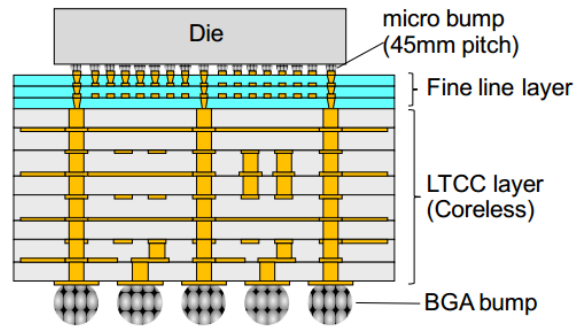 Die
micro bump
(45mm pitch)
Fine line layer
LTCC layer
(Coreless)
BGA bump